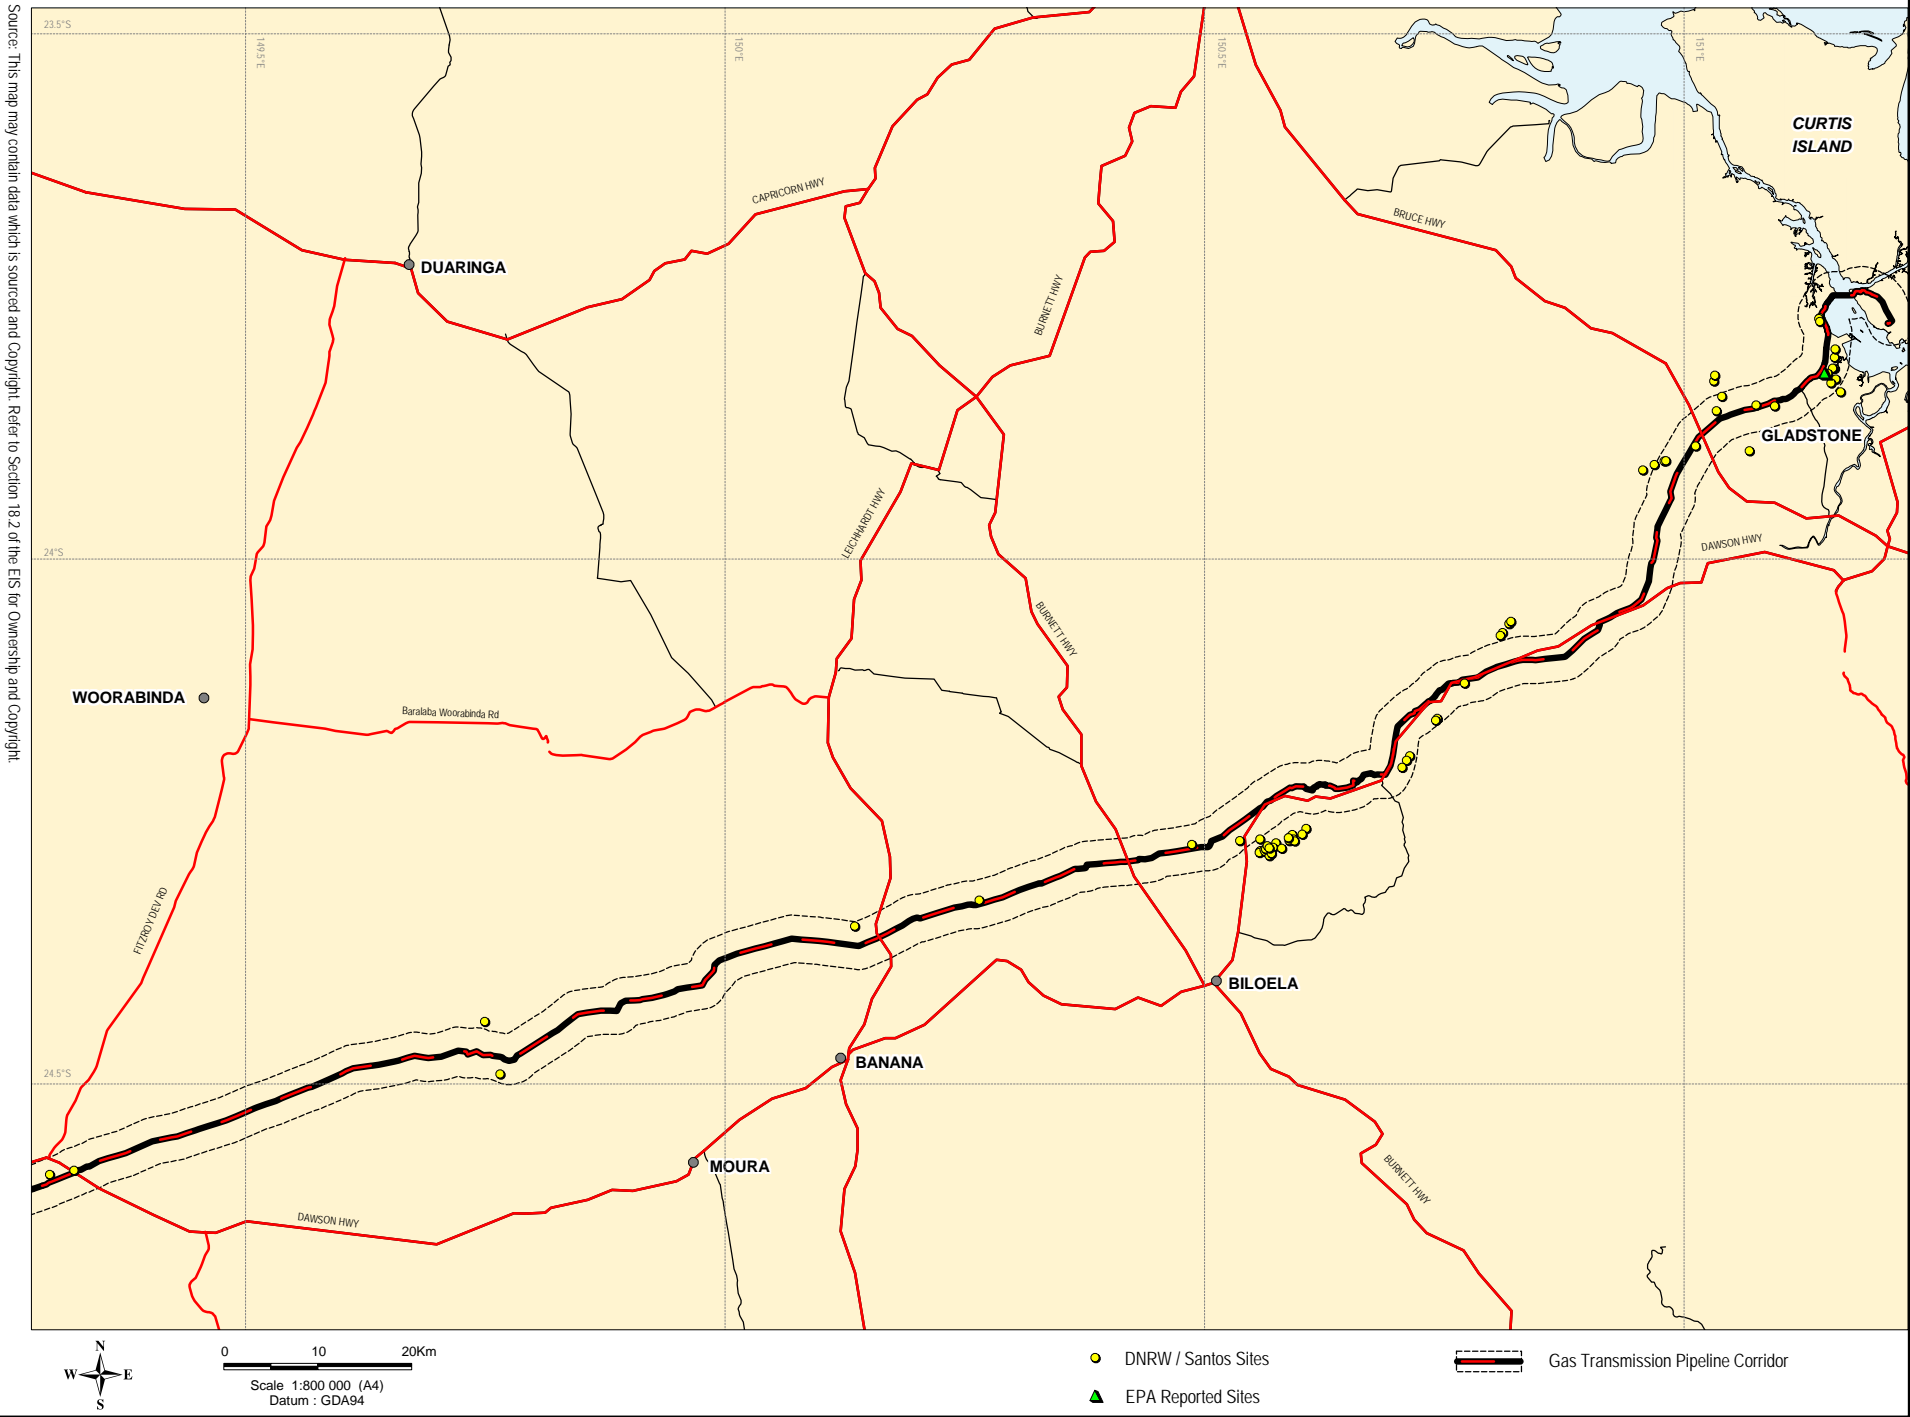 Source: This map may contain data which is sourced and Copyright. Refer to Section 18.2 of the EIS for Ownership and Copyright.
23.5°S
149.5°E
150°E
150.5°E
151°E
CURTIS
ISLAND
CAPRICORN HWY
BRUCE HWY
DUARINGA
BURNETT HWY
GLADSTONE
LEICHHARDT HWY
24°S
DAWSON HWY
BURNETT HWY
WOORABINDA
Baralaba Woorabinda Rd
FITZROY DEV RD
BILOELA
BANANA
24.5°S
MOURA
BURNETT HWY
DAWSON HWY
N
W
E
S
0 10 20Km
Scale 1:800 000 (A4)
Datum : GDA94
DNRW / Santos Sites
EPA Reported Sites
Gas Transmission Pipeline Corridor